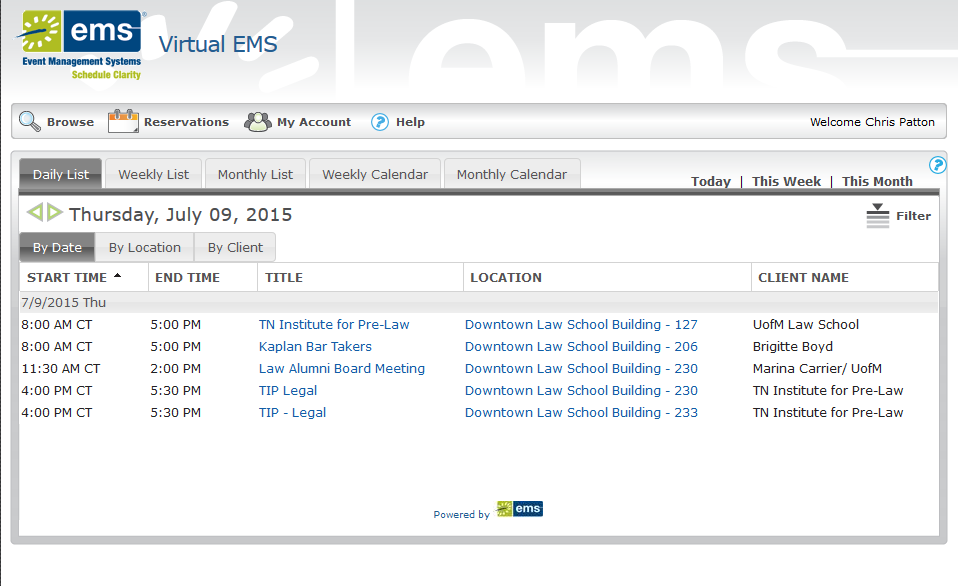 ems
®
Event Management Systems
Schedule Clarity
Virtual EMS
ems
Browse Reservations My Account Help Welcome Chris Patton
Daily List Weekly List Monthly List Weekly Calendar Monthly Calendar Today | This Week | This Month ?
Thursday, July 09, 2015 Filter
By Date By Location By Client
START TIME END TIME TITLE LOCATION CLIENT NAME
7/9/2015 Thu
8:00 AM CT 5:00 PM TN Institute for Pre-Law Downtown Law School Building - 127 UofM Law School
8:00 AM CT 5:00 PM Kaplan Bar Takers Downtown Law School Building - 206 Brigitte Boyd
11:30 AM CT 2:00 PM Law Alumni Board Meeting Downtown Law School Building - 230 Marina Carrier/ UofM
4:00 PM CT 5:30 PM TIP Legal Downtown Law School Building - 230 TN Institute for Pre-Law
4:00 PM CT 5:30 PM TIP - Legal Downtown Law School Building - 233 TN Institute for Pre-Law
Powered by ems